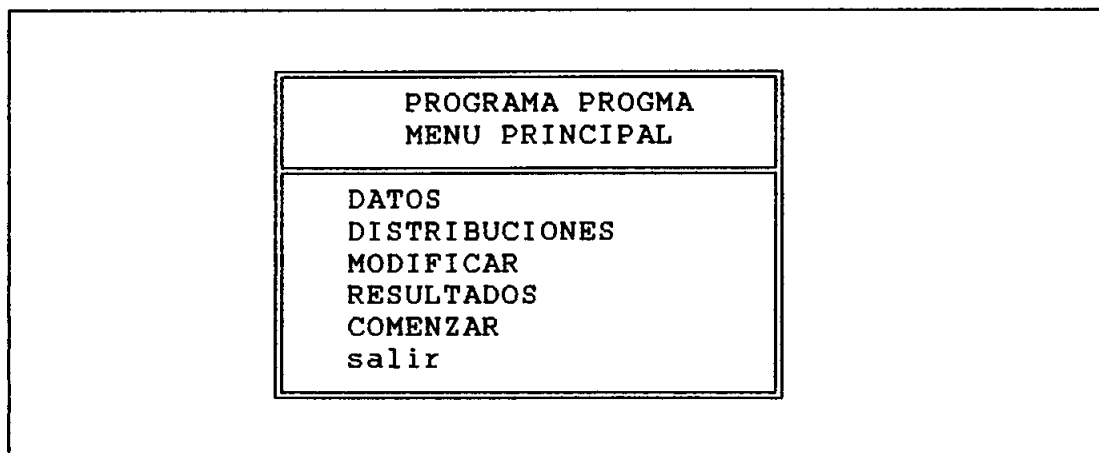 PROGRAMA PROGMA
MENU PRINCIPAL
DATOS
DISTRIBUCIONES
MODIFICAR
RESULTADOS
COMENZAR
salir